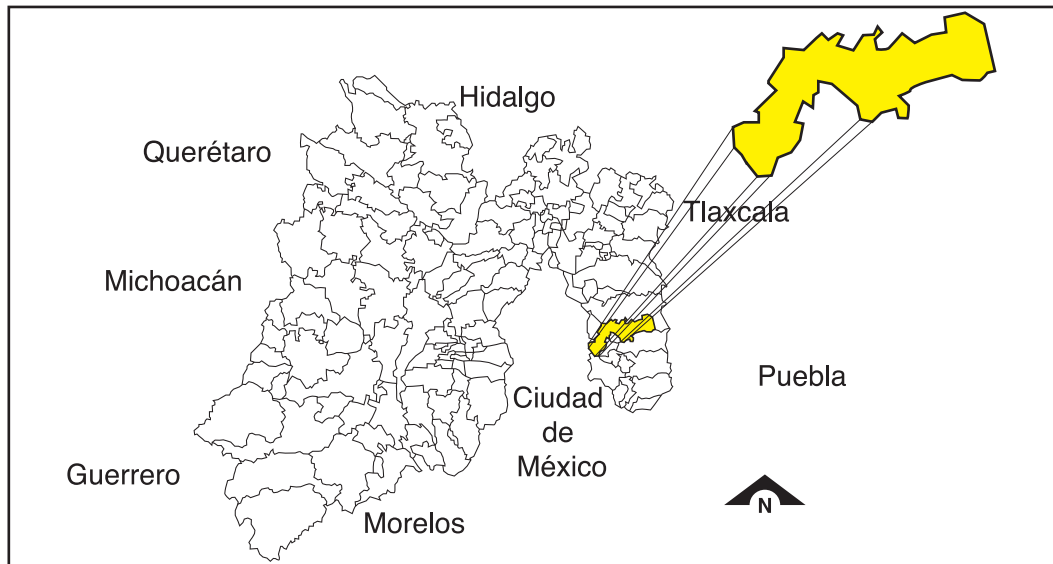 Hidalgo
Querétaro
Tlaxcala
Michoacán
Puebla
Ciudad
de
México
Guerrero
Morelos
N